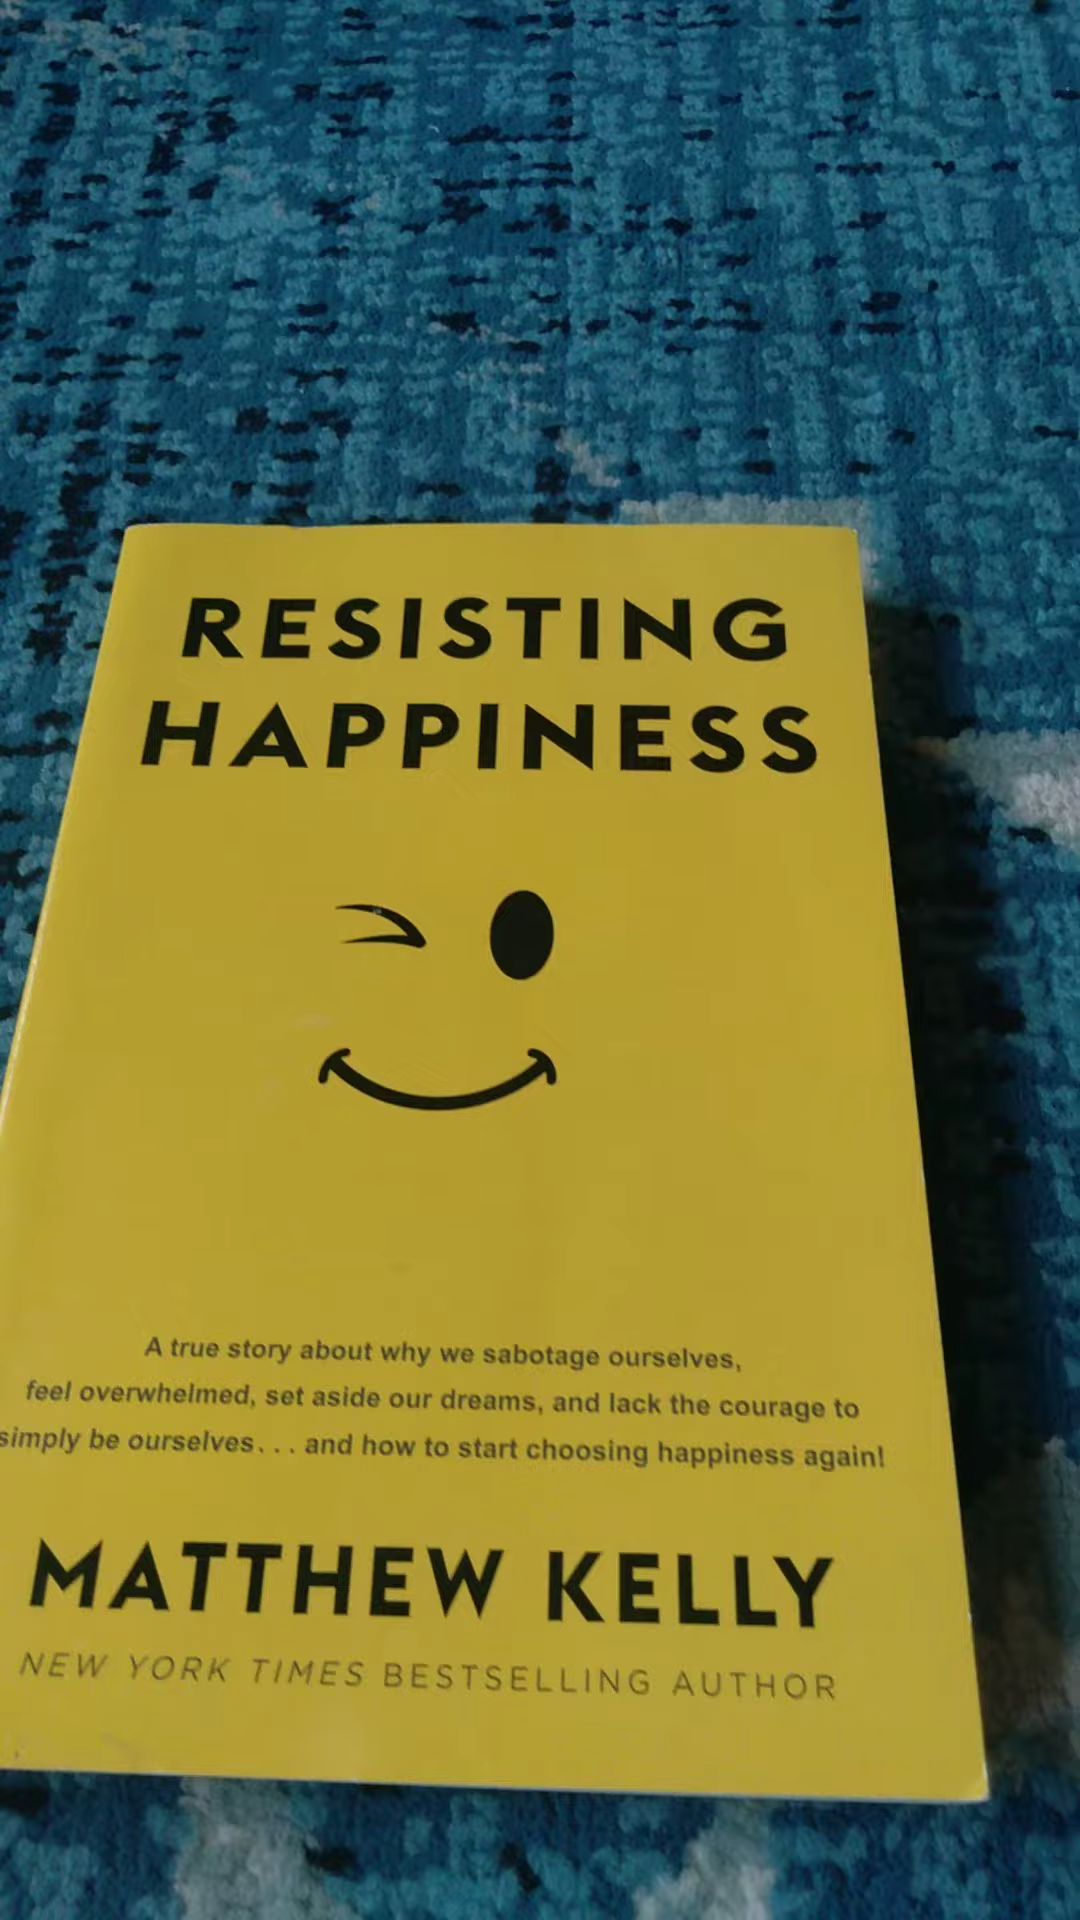 RESISTING
HAPPINESS
A true story about why we sabotage ourselves,
feel overwhelmed, set aside our dreams, and lack the courage to
simply be ourselves... and how to start choosing happiness again!
MATTHEW KELLY
NEW YORK TIMES BESTSELLING AUTHOR